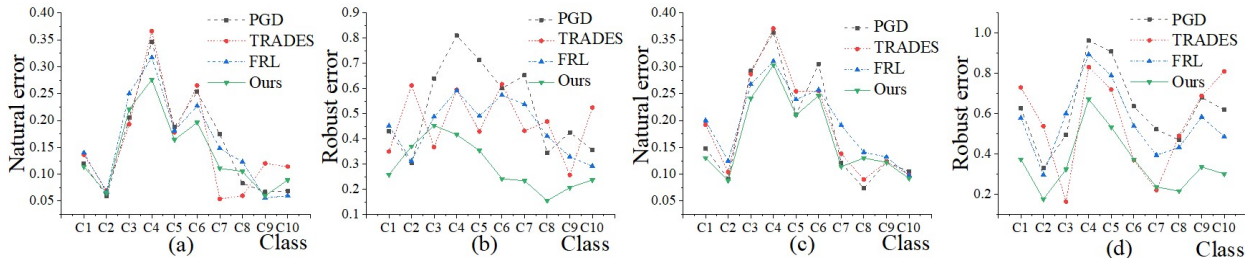 Natural error
0.40
0.35
0.30
0.25
0.20
0.15
0.10
0.05
PGD
TRADES
FRL
Ours
C1 C2 C3 C4 C5 C6 C7 C8 C9 C10
(a) Class
Robust error
0.9
0.8
0.7
0.6
0.5
0.4
0.3
0.2
0.1
PGD
TRADES
FRL
Ours
C1 C2 C3 C4 C5 C6 C7 C8 C9 C10
(b) Class
Natural error
0.40
0.35
0.30
0.25
0.20
0.15
0.10
0.05
PGD
TRADES
FRL
Ours
C1 C2 C3 C4 C5 C6 C7 C8 C9 C10
(c) Class
Robust error
1.0
0.8
0.6
0.4
0.2
PGD
TRADES
FRL
Ours
C1 C2 C3 C4 C5 C6 C7 C8 C9 C10
(d) Class